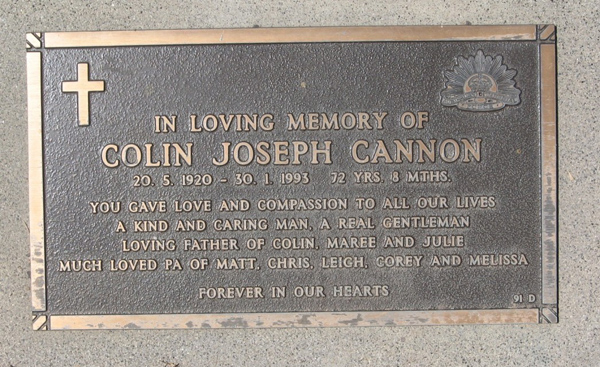 IN LOVING MEMORY OF
COLIN JOSEPH CANNON
20. 5. 1920 - 30. 1. 1993 72 YRS. 8 MTHS.
YOU GAVE LOVE AND COMPASSION TO ALL OUR LIVES
A KIND AND CARING MAN, A REAL GENTLEMAN
LOVING FATHER OF COLIN, MAREE AND JULIE
MUCH LOVED PA OF MATT, CHRIS, LEIGH, COREY AND MELISSA
FOREVER IN OUR HEARTS
91 D